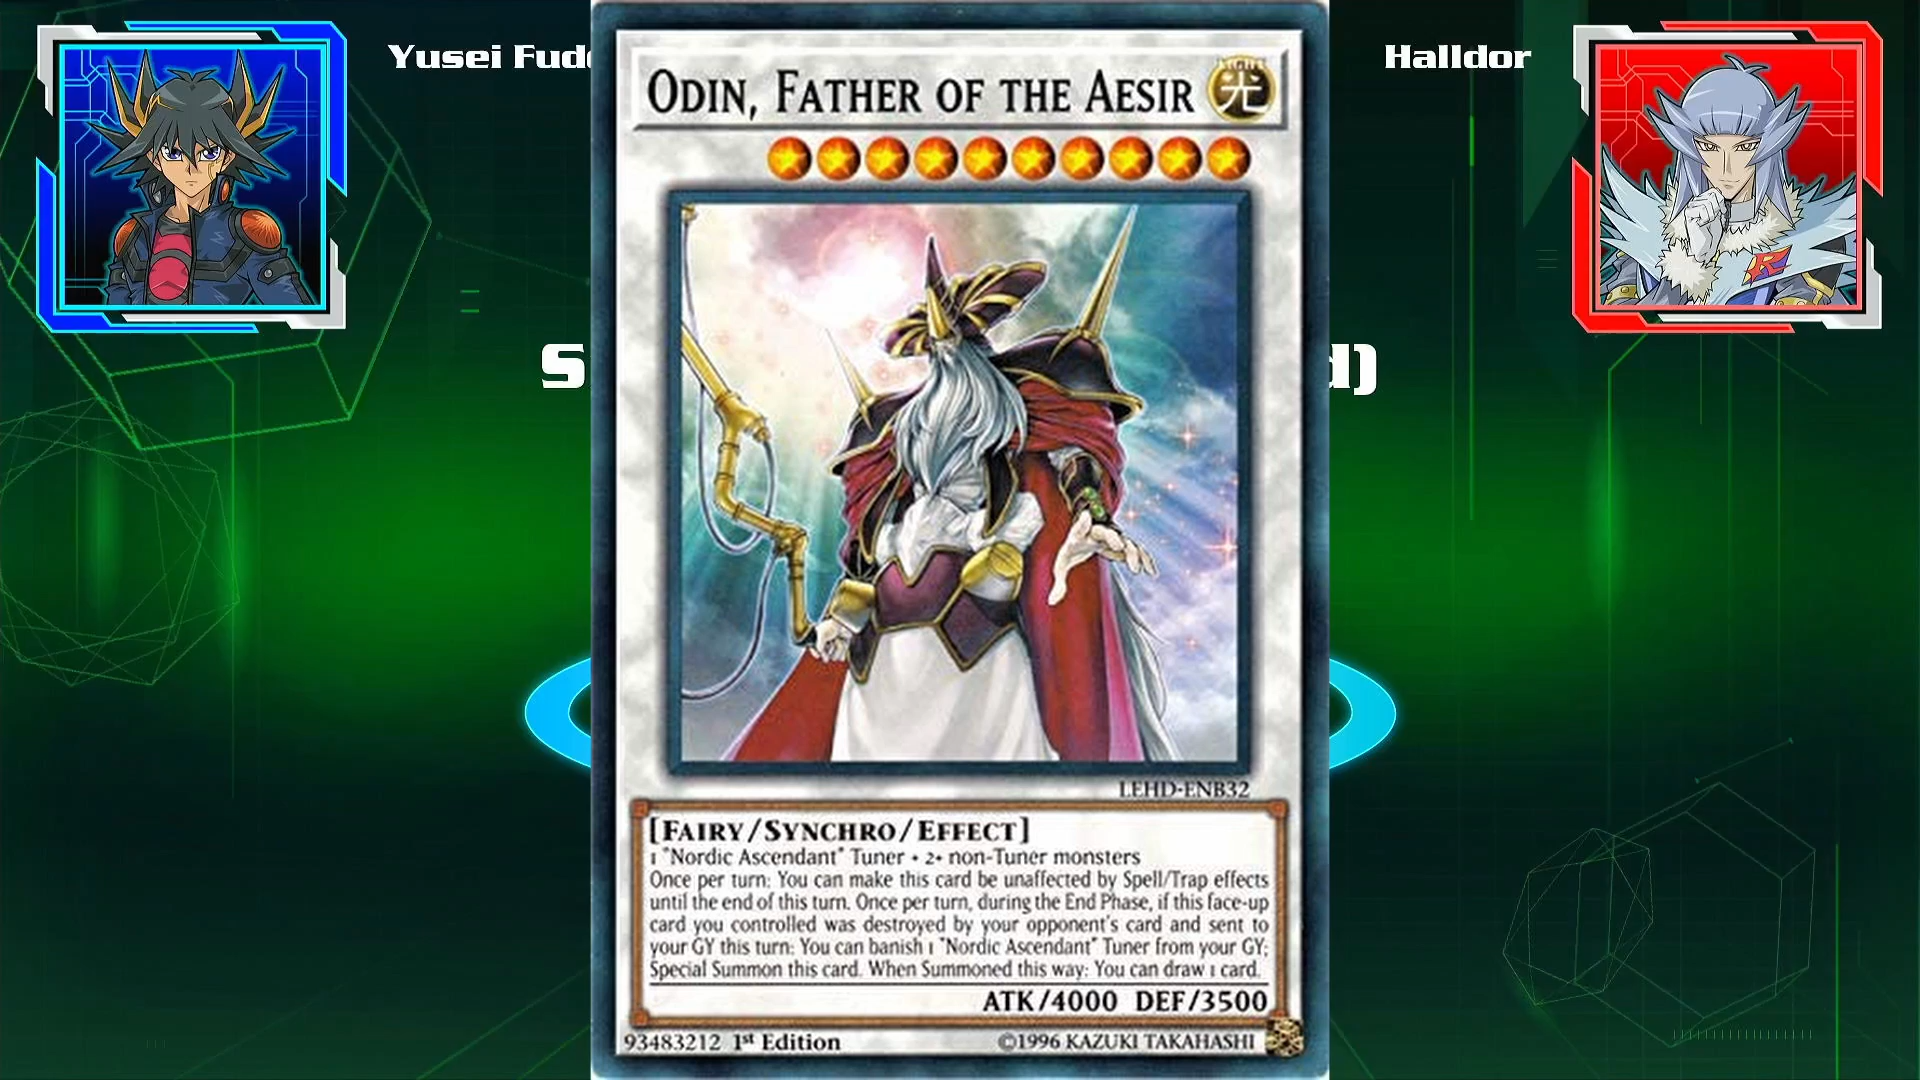 Yusei Fud
Halldor
S
d)
ODIN, FATHER OF THE AESIR
LIGHT
光
LEHD-ENB32
[FAIRY/SYNCHRO/EFFECT]
1 "Nordic Ascendant" Tuner + 2+ non-Tuner monsters
Once per turn: You can make this card be unaffected by Spell/Trap effects
until the end of this turn. Once per turn, during the End Phase, if this face-up
card you controlled was destroyed by your opponent's card and sent to
your GY this turn: You can banish 1 "Nordic Ascendant" Tuner from your GY;
Special Summon this card. When Summoned this way: You can draw 1 card.
ATK/4000 DEF/3500
93483212 1st Edition
©1996 KAZUKI TAKAHASHI
R